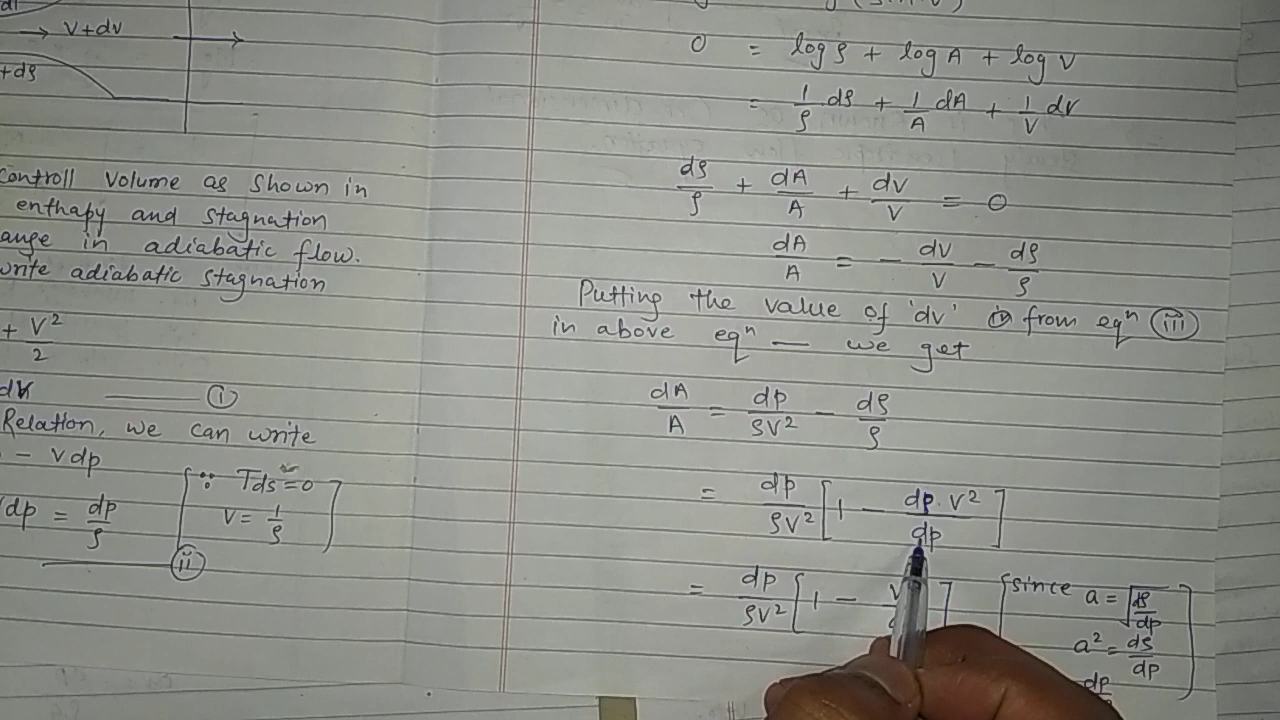 → V+dv
+dρ
Controll Volume as shown in
enthapy and stagnation
ange in adiabatic flow.
write adiabatic stagnation
+ V²/2
dV ——— (i)
Relation, we can write
- vdp
dp = dp/ρ [∵ Tds=0
V = 1/ρ]
——— (ii)
0 = log ρ + log A + log V
= 1/ρ dρ + 1/A dA + 1/V dv
dρ/ρ + dA/A + dv/V = 0
dA/A = - dv/V - dρ/ρ
Putting the value of 'dv' from eqⁿ (iii)
in above eqⁿ — we get
dA/A = dp/ρV² - dρ/ρ
= dp/ρV² [1 - dρ·V²/dp]
= dp/ρV² [1 - V ] [since a = √dρ/dp
a² = dρ/dp
dp